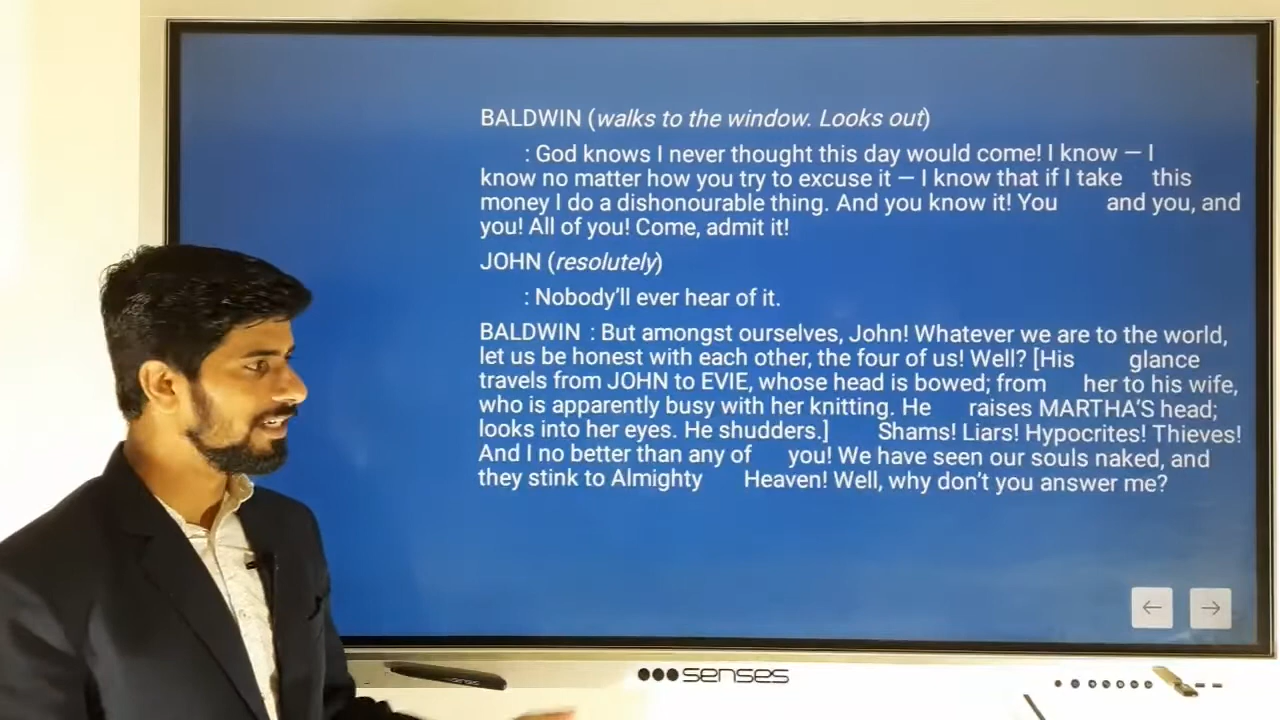 BALDWIN (walks to the window. Looks out)
: God knows I never thought this day would come! I know — I
know no matter how you try to excuse it — I know that if I take this
money I do a dishonourable thing. And you know it! You and you, and
you! All of you! Come, admit it!
JOHN (resolutely)
: Nobody'll ever hear of it.
BALDWIN : But amongst ourselves, John! Whatever we are to the world,
let us be honest with each other, the four of us! Well? [His glance
travels from JOHN to EVIE, whose head is bowed; from her to his wife,
who is apparently busy with her knitting. He raises MARTHA'S head;
looks into her eyes. He shudders.] Shams! Liars! Hypocrites! Thieves!
And I no better than any of you! We have seen our souls naked, and
they stink to Almighty Heaven! Well, why don't you answer me?
senses